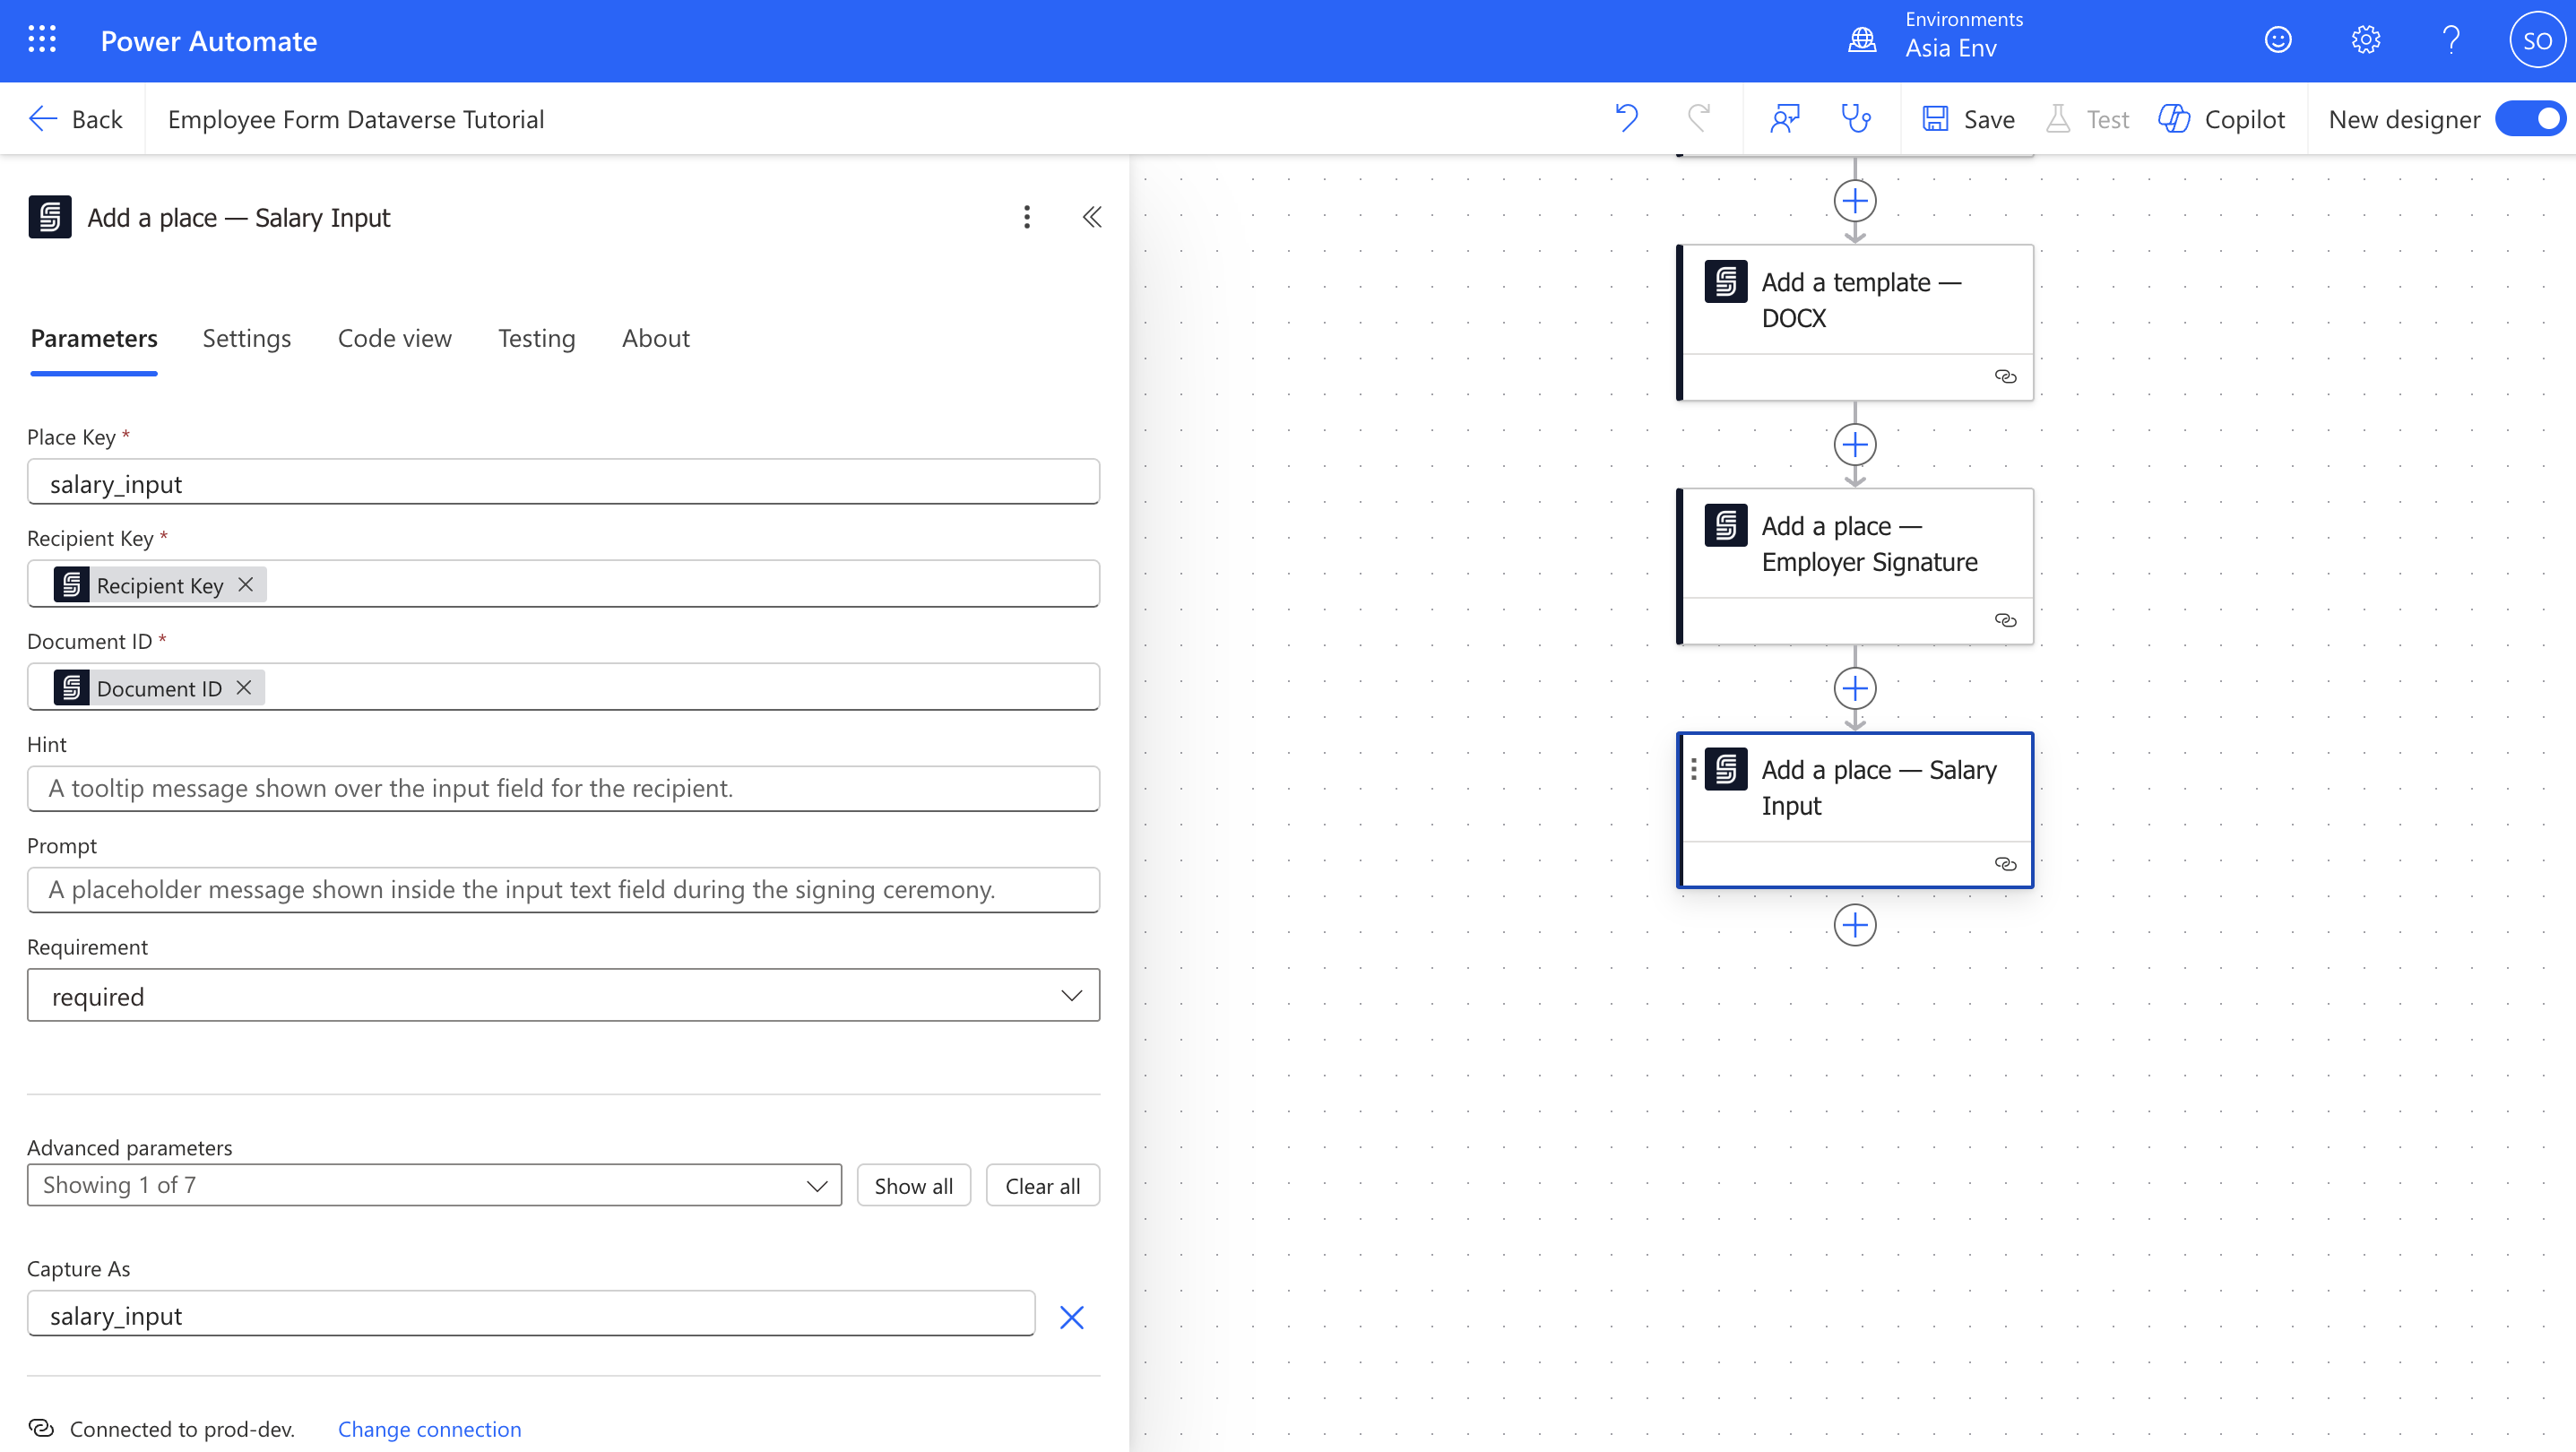 Power Automate
Environments
Asia Env
SO
Back
Employee Form Dataverse Tutorial
Save
Test
Copilot
New designer
Add a place — Salary Input
Parameters
Settings
Code view
Testing
About
Place Key *
salary_input
Recipient Key *
Recipient Key
Document ID *
Document ID
Hint
A tooltip message shown over the input field for the recipient.
Prompt
A placeholder message shown inside the input text field during the signing ceremony.
Requirement
required
Advanced parameters
Showing 1 of 7
Show all
Clear all
Capture As
salary_input
Connected to prod-dev.
Change connection
Add a template —
DOCX
Add a place —
Employer Signature
Add a place — Salary
Input